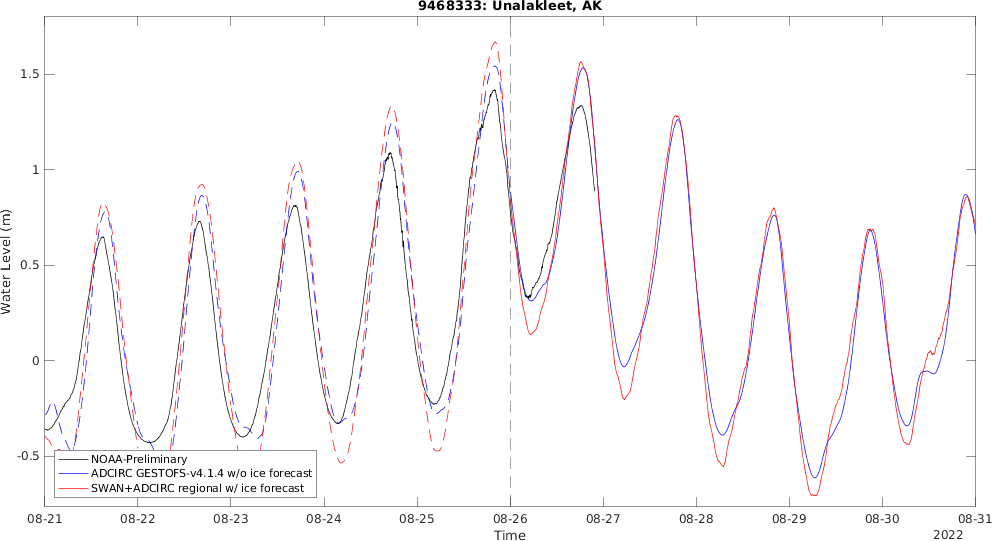 9468333: Unalakleet, AK
Water Level (m)
1.5
1
0.5
0
-0.5
NOAA-Preliminary
ADCIRC GESTOFS-v4.1.4 w/o ice forecast
SWAN+ADCIRC regional w/ ice forecast
08-21 08-22 08-23 08-24 08-25 08-26 08-27 08-28 08-29 08-30 08-31
Time
2022